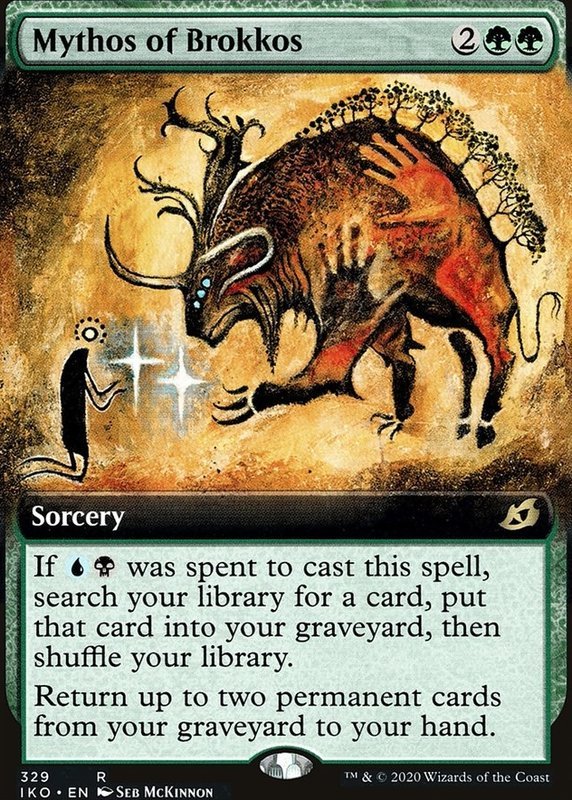 Mythos of Brokkos 2
Sorcery
If was spent to cast this spell,
search your library for a card, put
that card into your graveyard, then
shuffle your library.
Return up to two permanent cards
from your graveyard to your hand.
329 R
IKO • EN Seb McKinnon
™ & © 2020 Wizards of the Coast